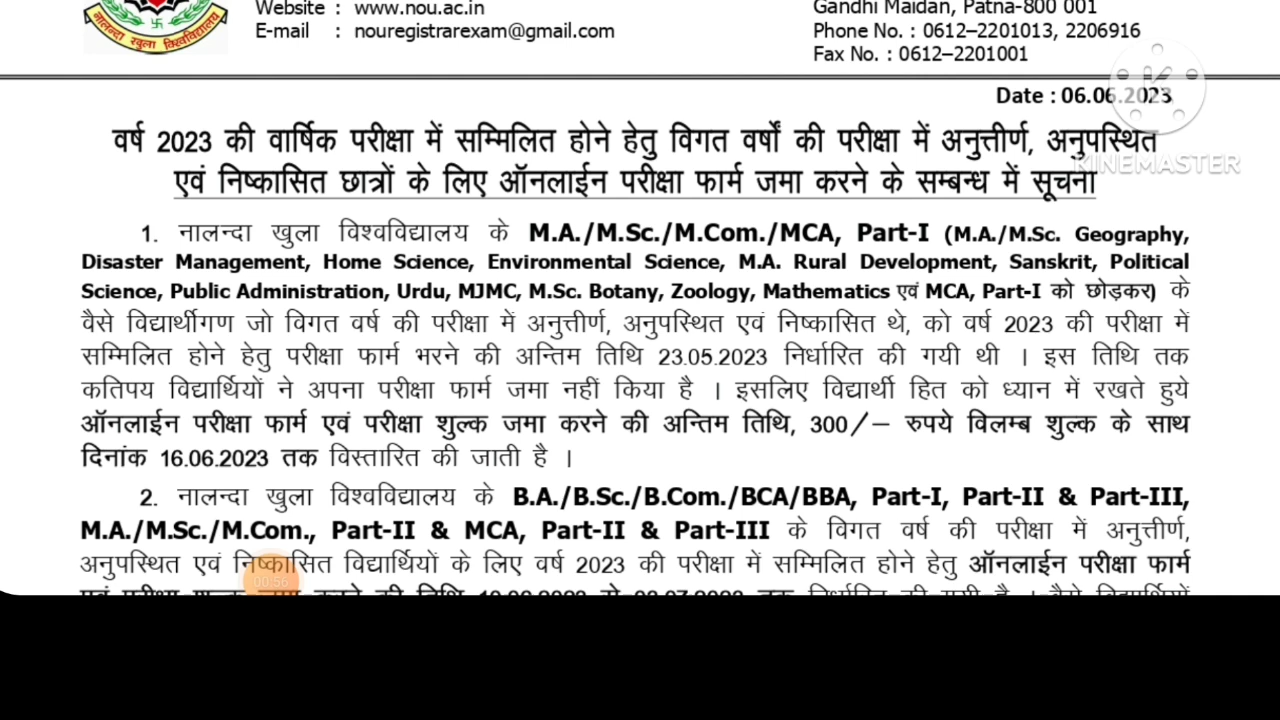 Website : www.nou.ac.in
Gandhi Maidan, Patna-800 001
E-mail : nouregistrarexam@gmail.com
Phone No. : 0612–2201013, 2206916
Fax No. : 0612–2201001
नालन्दा खुला विश्वविद्यालय
Date : 06.06.2023
KINEMASTER
वर्ष 2023 की वार्षिक परीक्षा में सम्मिलित होने हेतु विगत वर्षों की परीक्षा में अनुत्तीर्ण, अनुपस्थित
एवं निष्कासित छात्रों के लिए ऑनलाईन परीक्षा फार्म जमा करने के सम्बन्ध में सूचना
1. नालन्दा खुला विश्वविद्यालय के M.A./M.Sc./M.Com./MCA, Part-I (M.A./M.Sc. Geography,
Disaster Management, Home Science, Environmental Science, M.A. Rural Development, Sanskrit, Political
Science, Public Administration, Urdu, MJMC, M.Sc. Botany, Zoology, Mathematics एवं MCA, Part-I को छोड़कर) के
वैसे विद्यार्थीगण जो विगत वर्ष की परीक्षा में अनुत्तीर्ण, अनुपस्थित एवं निष्कासित थे, को वर्ष 2023 की परीक्षा में
सम्मिलित होने हेतु परीक्षा फार्म भरने की अन्तिम तिथि 23.05.2023 निर्धारित की गयी थी । इस तिथि तक
कतिपय विद्यार्थियों ने अपना परीक्षा फार्म जमा नहीं किया है । इसलिए विद्यार्थी हित को ध्यान में रखते हुये
ऑनलाईन परीक्षा फार्म एवं परीक्षा शुल्क जमा करने की अन्तिम तिथि, 300/– रुपये विलम्ब शुल्क के साथ
दिनांक 16.06.2023 तक विस्तारित की जाती है ।
2. नालन्दा खुला विश्वविद्यालय के B.A./B.Sc./B.Com./BCA/BBA, Part-I, Part-II & Part-III,
M.A./M.Sc./M.Com., Part-II & MCA, Part-II & Part-III के विगत वर्ष की परीक्षा में अनुत्तीर्ण,
अनुपस्थित एवं निष्कासित विद्यार्थियों के लिए वर्ष 2023 की परीक्षा में सम्मिलित होने हेतु ऑनलाईन परीक्षा फार्म
00:56